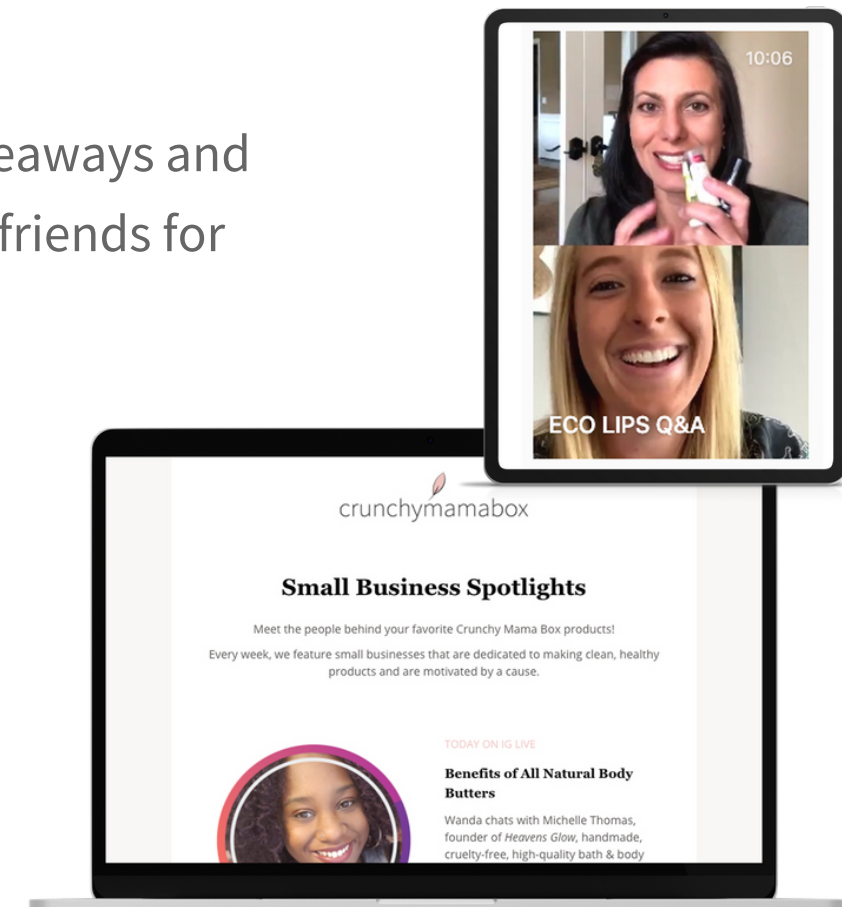 eaways and
friends for
10:06
ECO LIPS Q&A
crunchymamabox
Small Business Spotlights
Meet the people behind your favorite Crunchy Mama Box products!
Every week, we feature small businesses that are dedicated to making clean, healthy
products and are motivated by a cause.
TODAY ON IG LIVE
Benefits of All Natural Body
Butters
Wanda chats with Michelle Thomas,
founder of Heavens Glow, handmade,
cruelty-free, high-quality bath & body